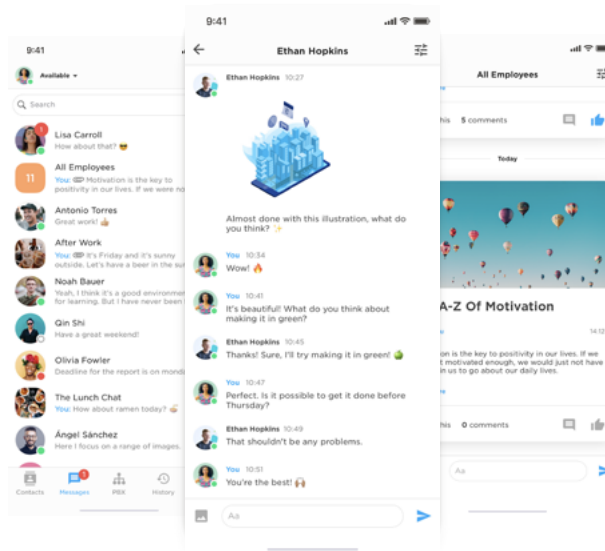 9:41
Available
Search
1
Lisa Carroll
How about that? 😎
11
All Employees
You: Motivation is the key to
positivity in our lives. If we were no
Antonio Torres
Great work! 👍
After Work
You: It's Friday and it's sunny
outside. Let's have a beer in the sun
Noah Bauer
Yeah, I think it's a good environmen
for learning. But I have never been
Qin Shi
Have a great weekend!
Olivia Fowler
Deadline for the report is on monda
The Lunch Chat
You: How about ramen today? 🍜
Ángel Sánchez
Here I focus on a range of images.
1
Contacts
Messages
PBX
History
9:41
Ethan Hopkins
Ethan Hopkins 10:27
Almost done with this illustration, what do
you think? ✨
You 10:34
Wow! 🔥
You 10:41
It's beautiful! What do you think about
making it in green?
Ethan Hopkins 10:45
Thanks! Sure, I'll try making it in green! 🍏
You 10:47
Perfect. Is it possible to get it done before
Thursday?
Ethan Hopkins 10:49
That shouldn't be any problems.
You 10:51
You're the best! 🙌
Aa
All Employees
his 5 comments
Today
A-Z Of Motivation
14:12
on is the key to positivity in our lives. If we
t motivated enough, we would just not have
in us to go about our daily lives.
his 0 comments
Aa